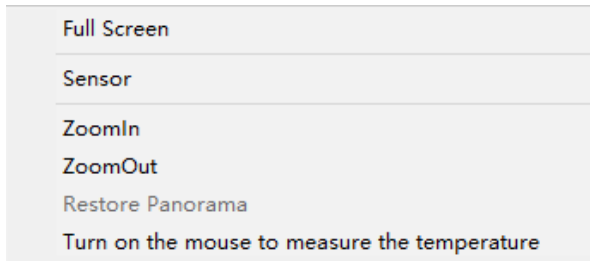 Full Screen
Sensor
ZoomIn
ZoomOut
Restore Panorama
Turn on the mouse to measure the temperature